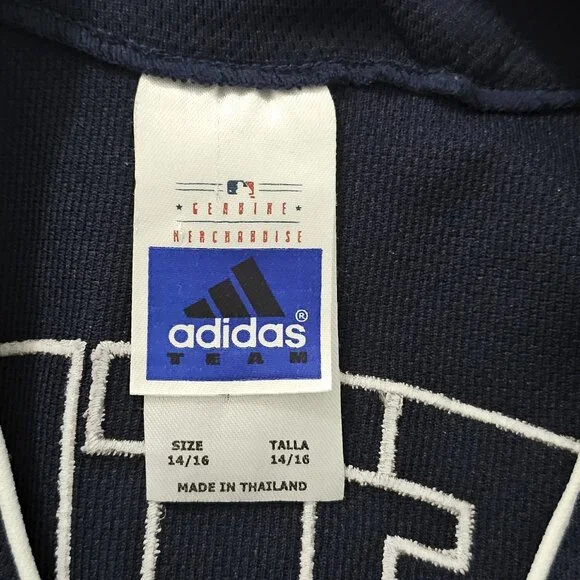 GENUINE
MERCHANDISE
adidas®
TEAM
SIZE TALLA
14/16 14/16
MADE IN THAILAND